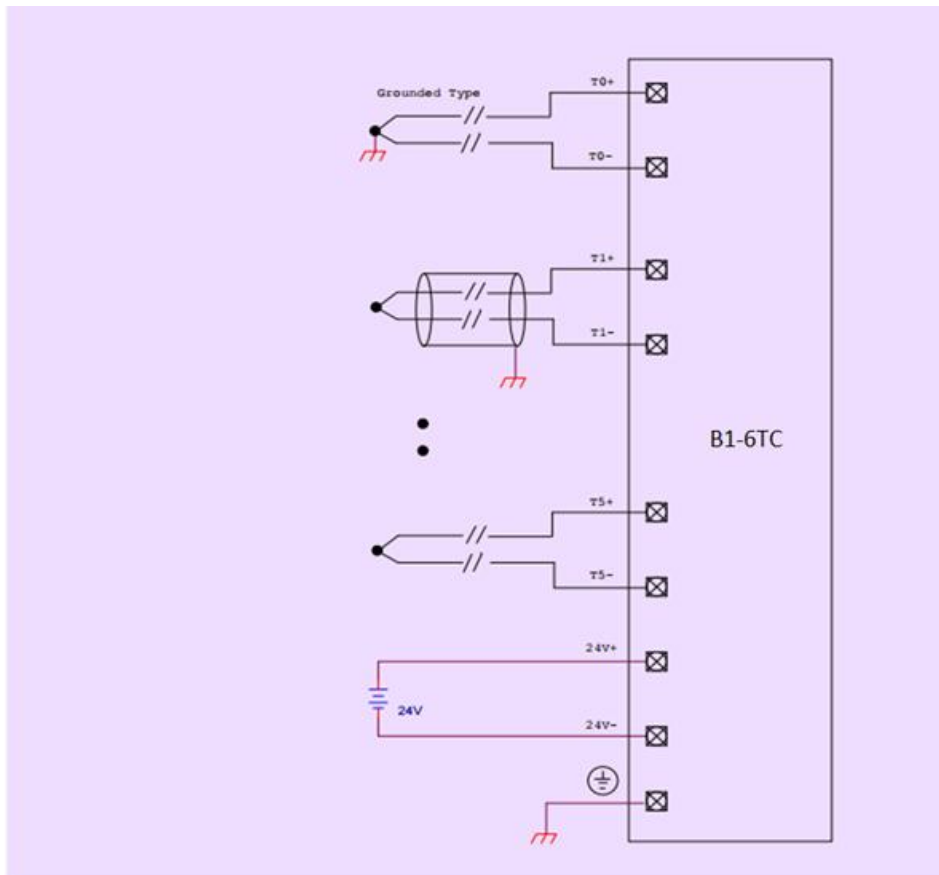 Grounded Type
T0+
T0-
T1+
T1-
B1-6TC
T5+
T5-
24V+
24V
24V-